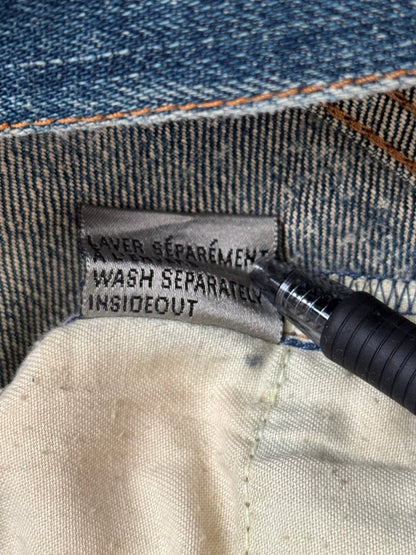 LAVER SÉPARÉMENT
À L'
WASH SEPARATELY
INSIDEOUT